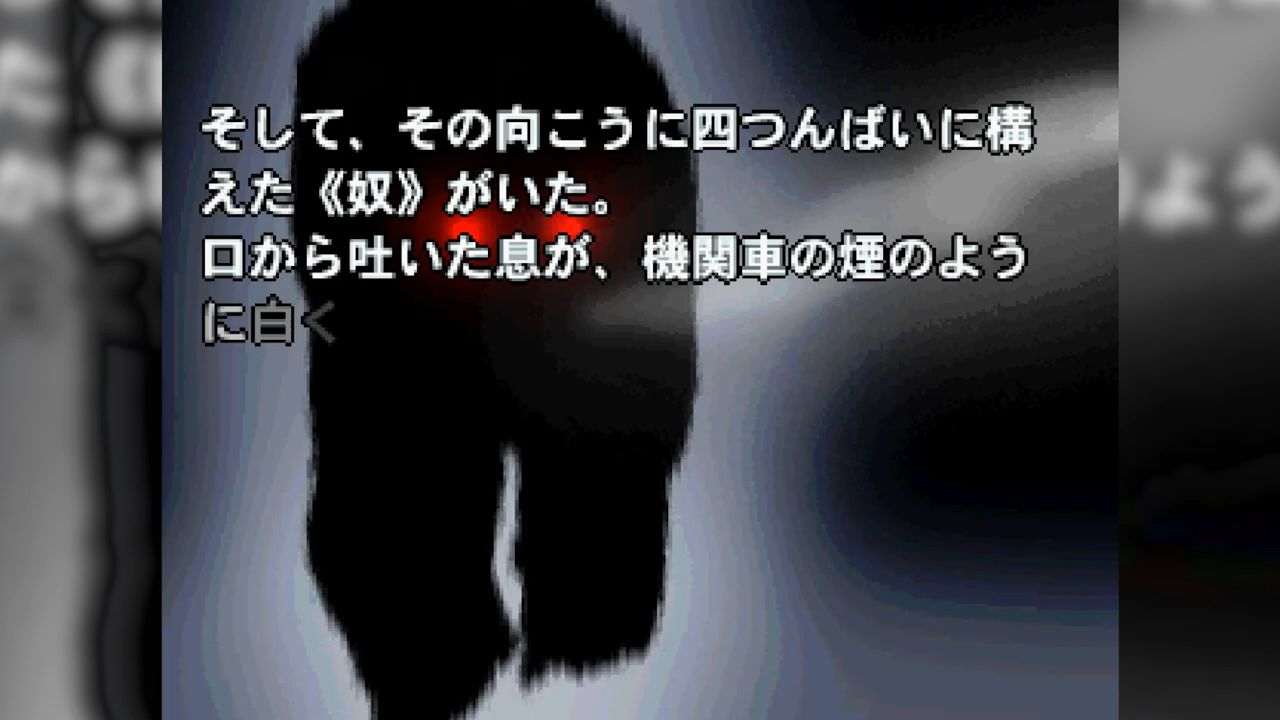 そして、その向こうに四つんばいに構
えた《奴》がいた。
口から吐いた息が、機関車の煙のよう
に白く